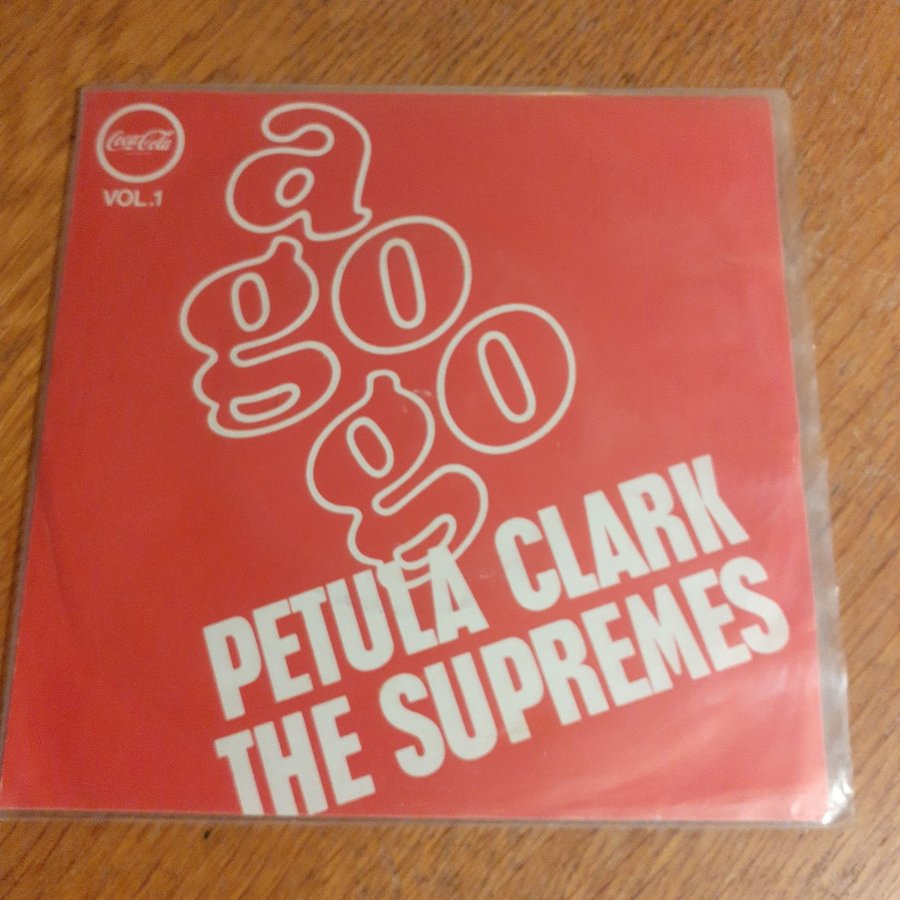 Coca-Cola
VOL.1
a
go
go
PETULA CLARK
THE SUPREMES